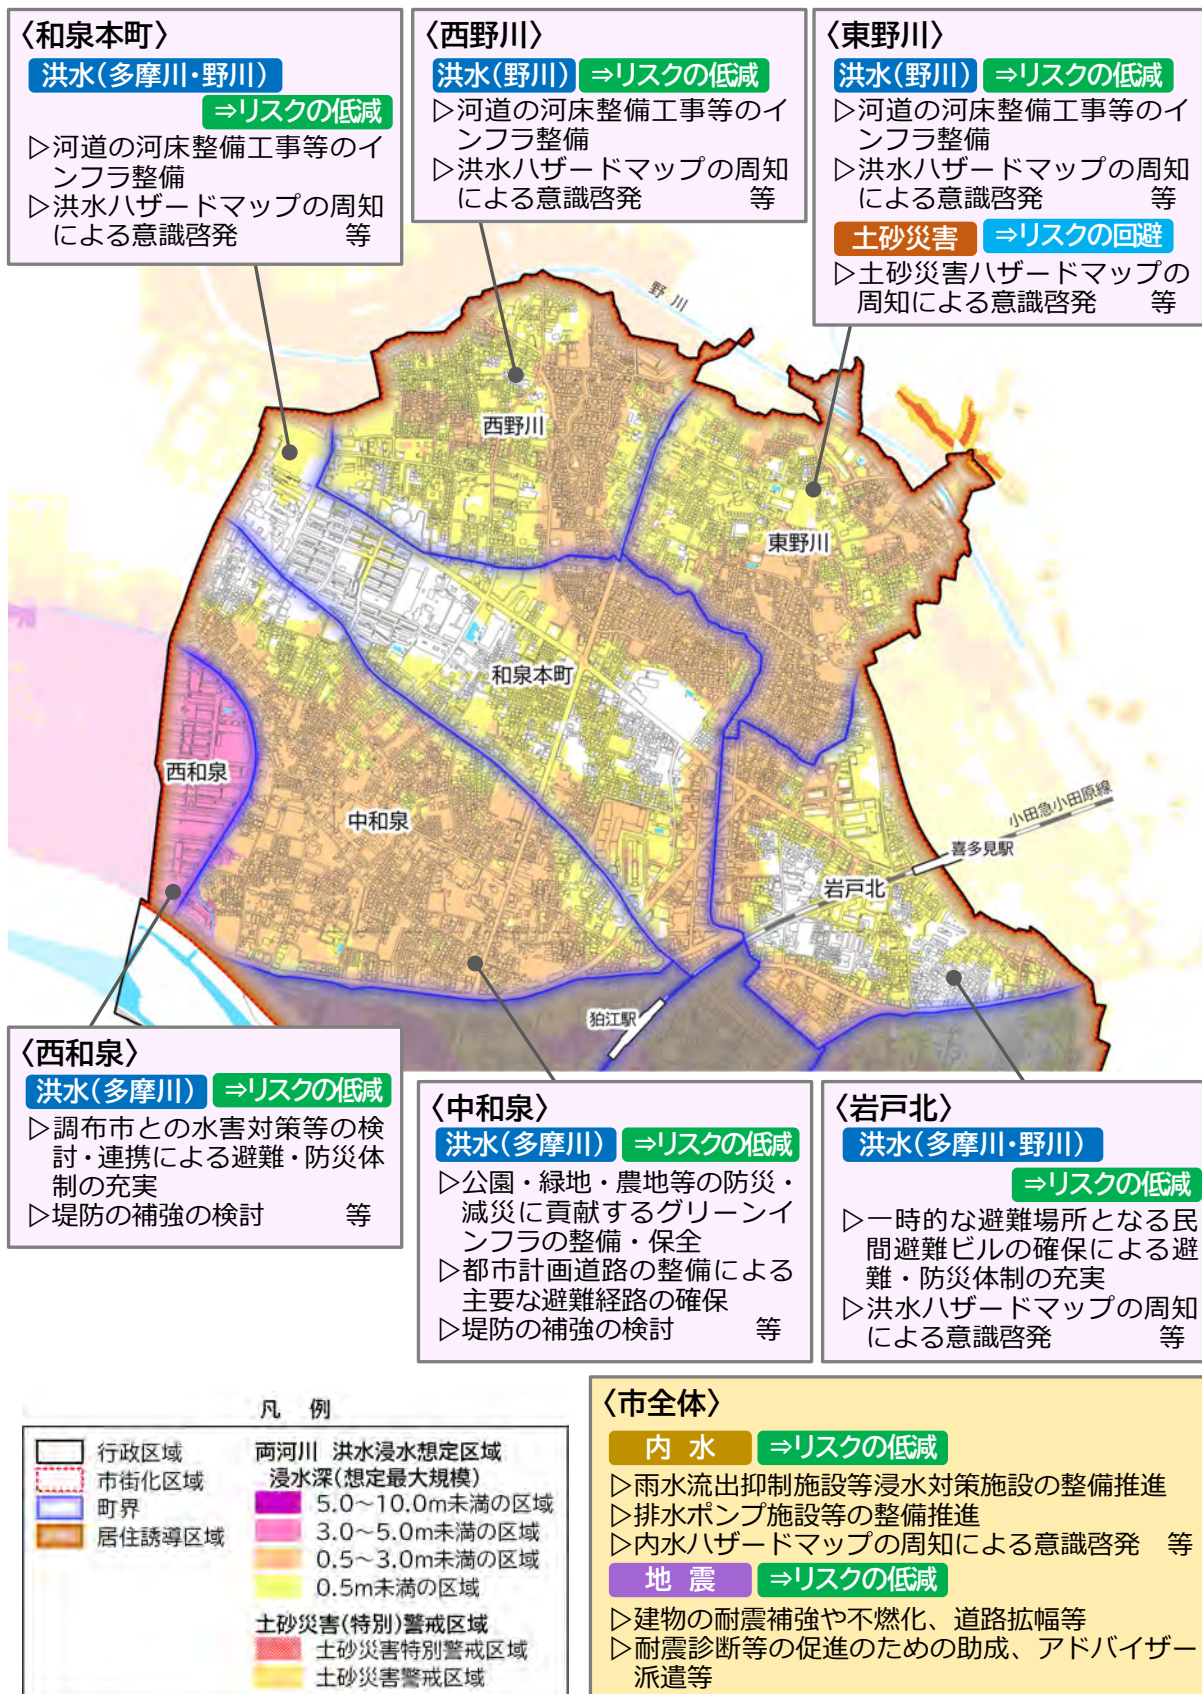 〈和泉本町〉
洪水(多摩川・野川)
⇒リスクの低減
▷河道の河床整備工事等のイ
ンフラ整備
▷洪水ハザードマップの周知
による意識啓発 等
〈西野川〉
洪水(野川) ⇒リスクの低減
▷河道の河床整備工事等のイ
ンフラ整備
▷洪水ハザードマップの周知
による意識啓発 等
〈東野川〉
洪水(野川) ⇒リスクの低減
▷河道の河床整備工事等のイ
ンフラ整備
▷洪水ハザードマップの周知
による意識啓発 等
土砂災害 ⇒リスクの回避
▷土砂災害ハザードマップの
周知による意識啓発 等
野川
西野川
東野川
和泉本町
西和泉
中和泉
小田急小田原線
喜多見駅
岩戸北
狛江駅
〈西和泉〉
洪水(多摩川) ⇒リスクの低減
▷調布市との水害対策等の検
討・連携による避難・防災体
制の充実
▷堤防の補強の検討 等
〈中和泉〉
洪水(多摩川) ⇒リスクの低減
▷公園・緑地・農地等の防災・
減災に貢献するグリーンイ
ンフラの整備・保全
▷都市計画道路の整備による
主要な避難経路の確保
▷堤防の補強の検討 等
〈岩戸北〉
洪水(多摩川・野川)
⇒リスクの低減
▷一時的な避難場所となる民
間避難ビルの確保による避
難・防災体制の充実
▷洪水ハザードマップの周知
による意識啓発 等
凡 例
行政区域
市街化区域
町界
居住誘導区域
両河川 洪水浸水想定区域
浸水深(想定最大規模)
5.0～10.0m未満の区域
3.0～5.0m未満の区域
0.5～3.0m未満の区域
0.5m未満の区域
土砂災害(特別)警戒区域
土砂災害特別警戒区域
土砂災害警戒区域
〈市全体〉
内 水 ⇒リスクの低減
▷雨水流出抑制施設等浸水対策施設の整備推進
▷排水ポンプ施設等の整備推進
▷内水ハザードマップの周知による意識啓発 等
地 震 ⇒リスクの低減
▷建物の耐震補強や不燃化、道路拡幅等
▷耐震診断等の促進のための助成、アドバイザー
派遣等